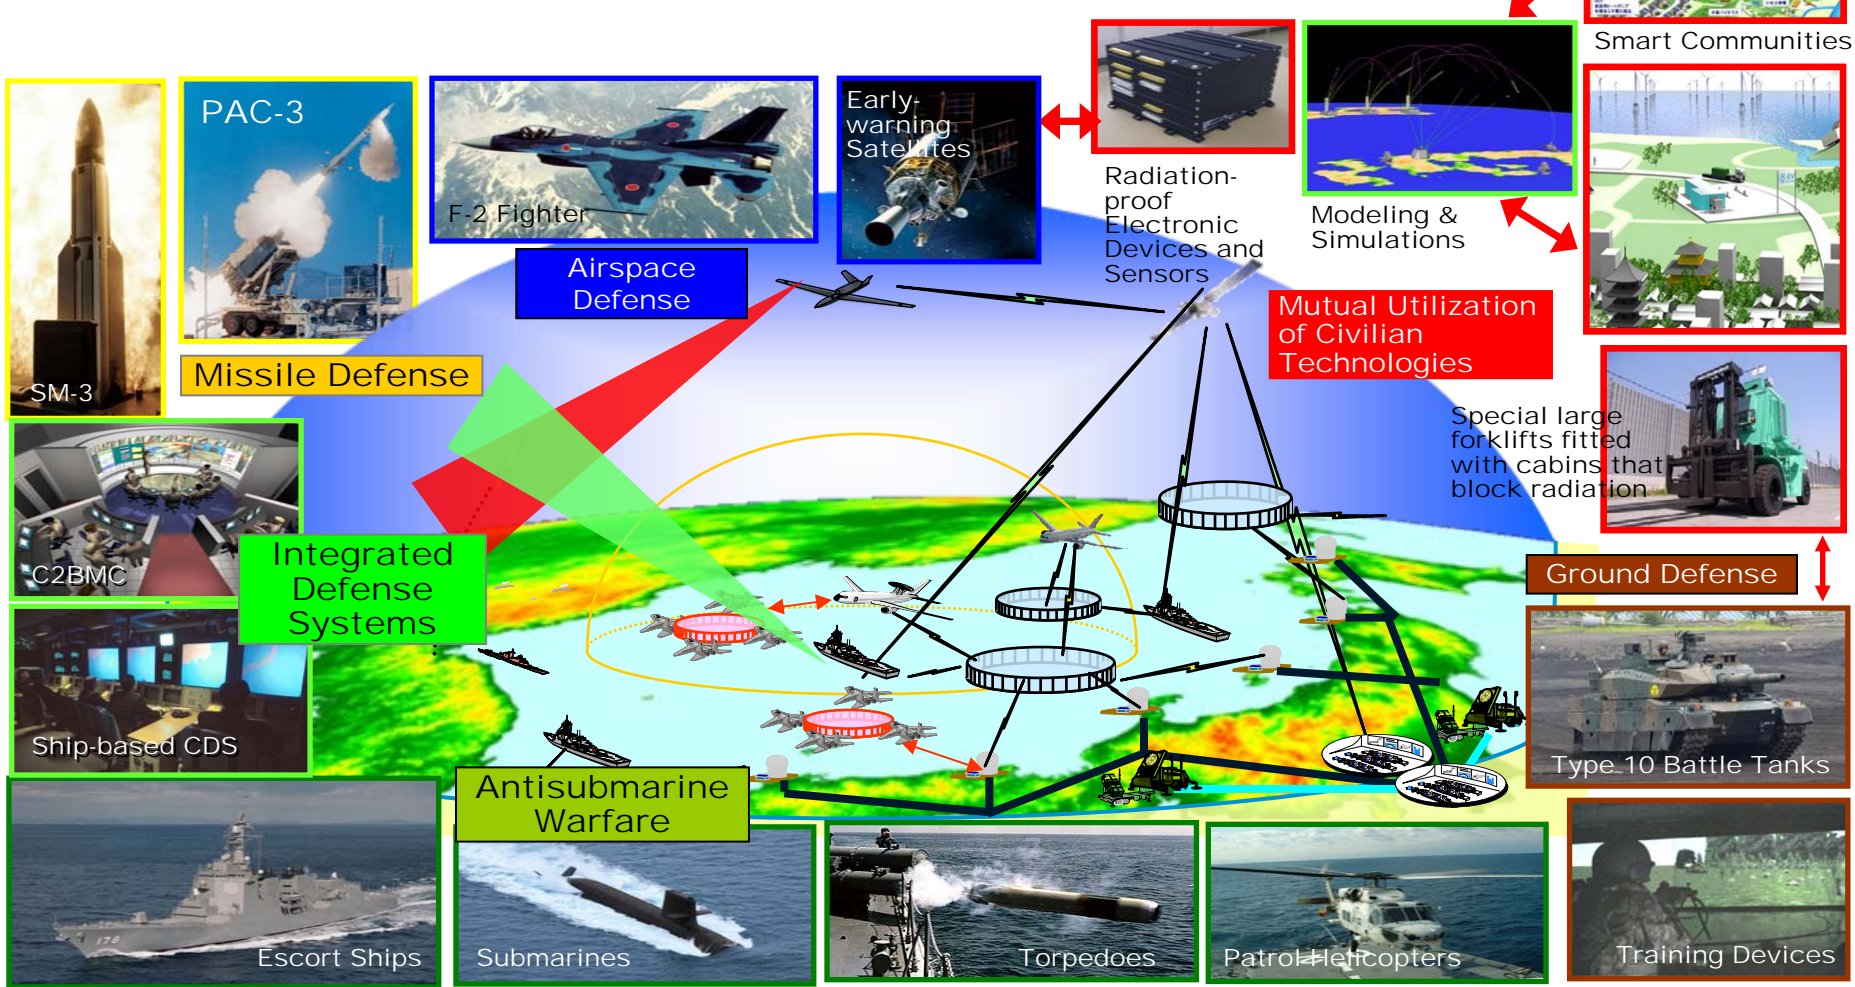 Smart Communities
PAC-3
SM-3
F-2 Fighter
Early-
warning
Satellites
Radiation-
proof
Electronic
Devices and
Sensors
Modeling &
Simulations
Airspace
Defense
Mutual Utilization
of Civilian
Technologies
Missile Defense
Special large
forklifts fitted
with cabins that
block radiation
C2BMC
Integrated
Defense
Systems
Ground Defense
Ship-based CDS
Type 10 Battle Tanks
Antisubmarine
Warfare
178
Escort Ships
Submarines
Torpedoes
Patrol Helicopters
Training Devices